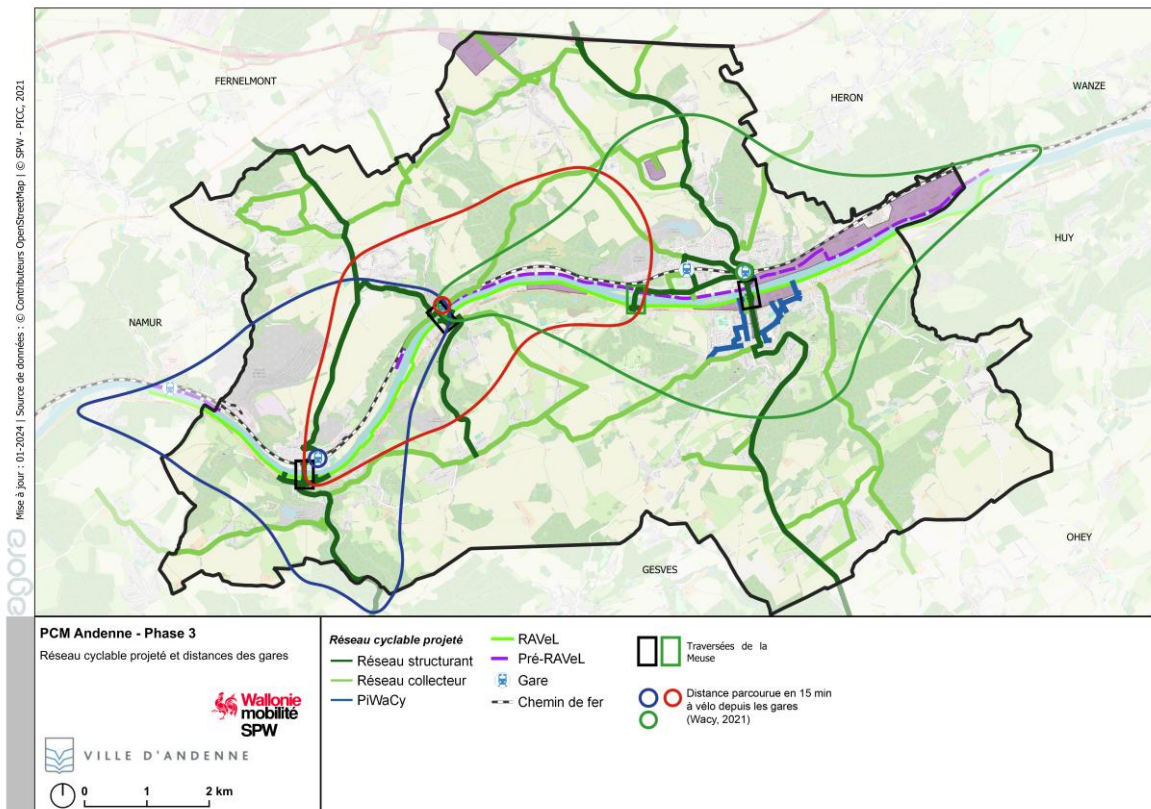 FERNELMONT
HERON
WANZE
HUY
NAMUR
GESVES
OHEY
Mise à jour : 01-2024 | Source de données : © Contributeurs OpenStreetMap | © SPW - PICC, 2021
agora
PCM Andenne - Phase 3
Réseau cyclable projeté et distances des gares
Wallonie
mobilité
SPW
VILLE D'ANDENNE
0 1 2 km
Réseau cyclable projeté
Réseau structurant
Réseau collecteur
PiWaCy
RAVeL
Pré-RAVeL
Gare
Chemin de fer
Traversées de la
Meuse
Distance parcourue en 15 min
à vélo depuis les gares
(Wacy, 2021)